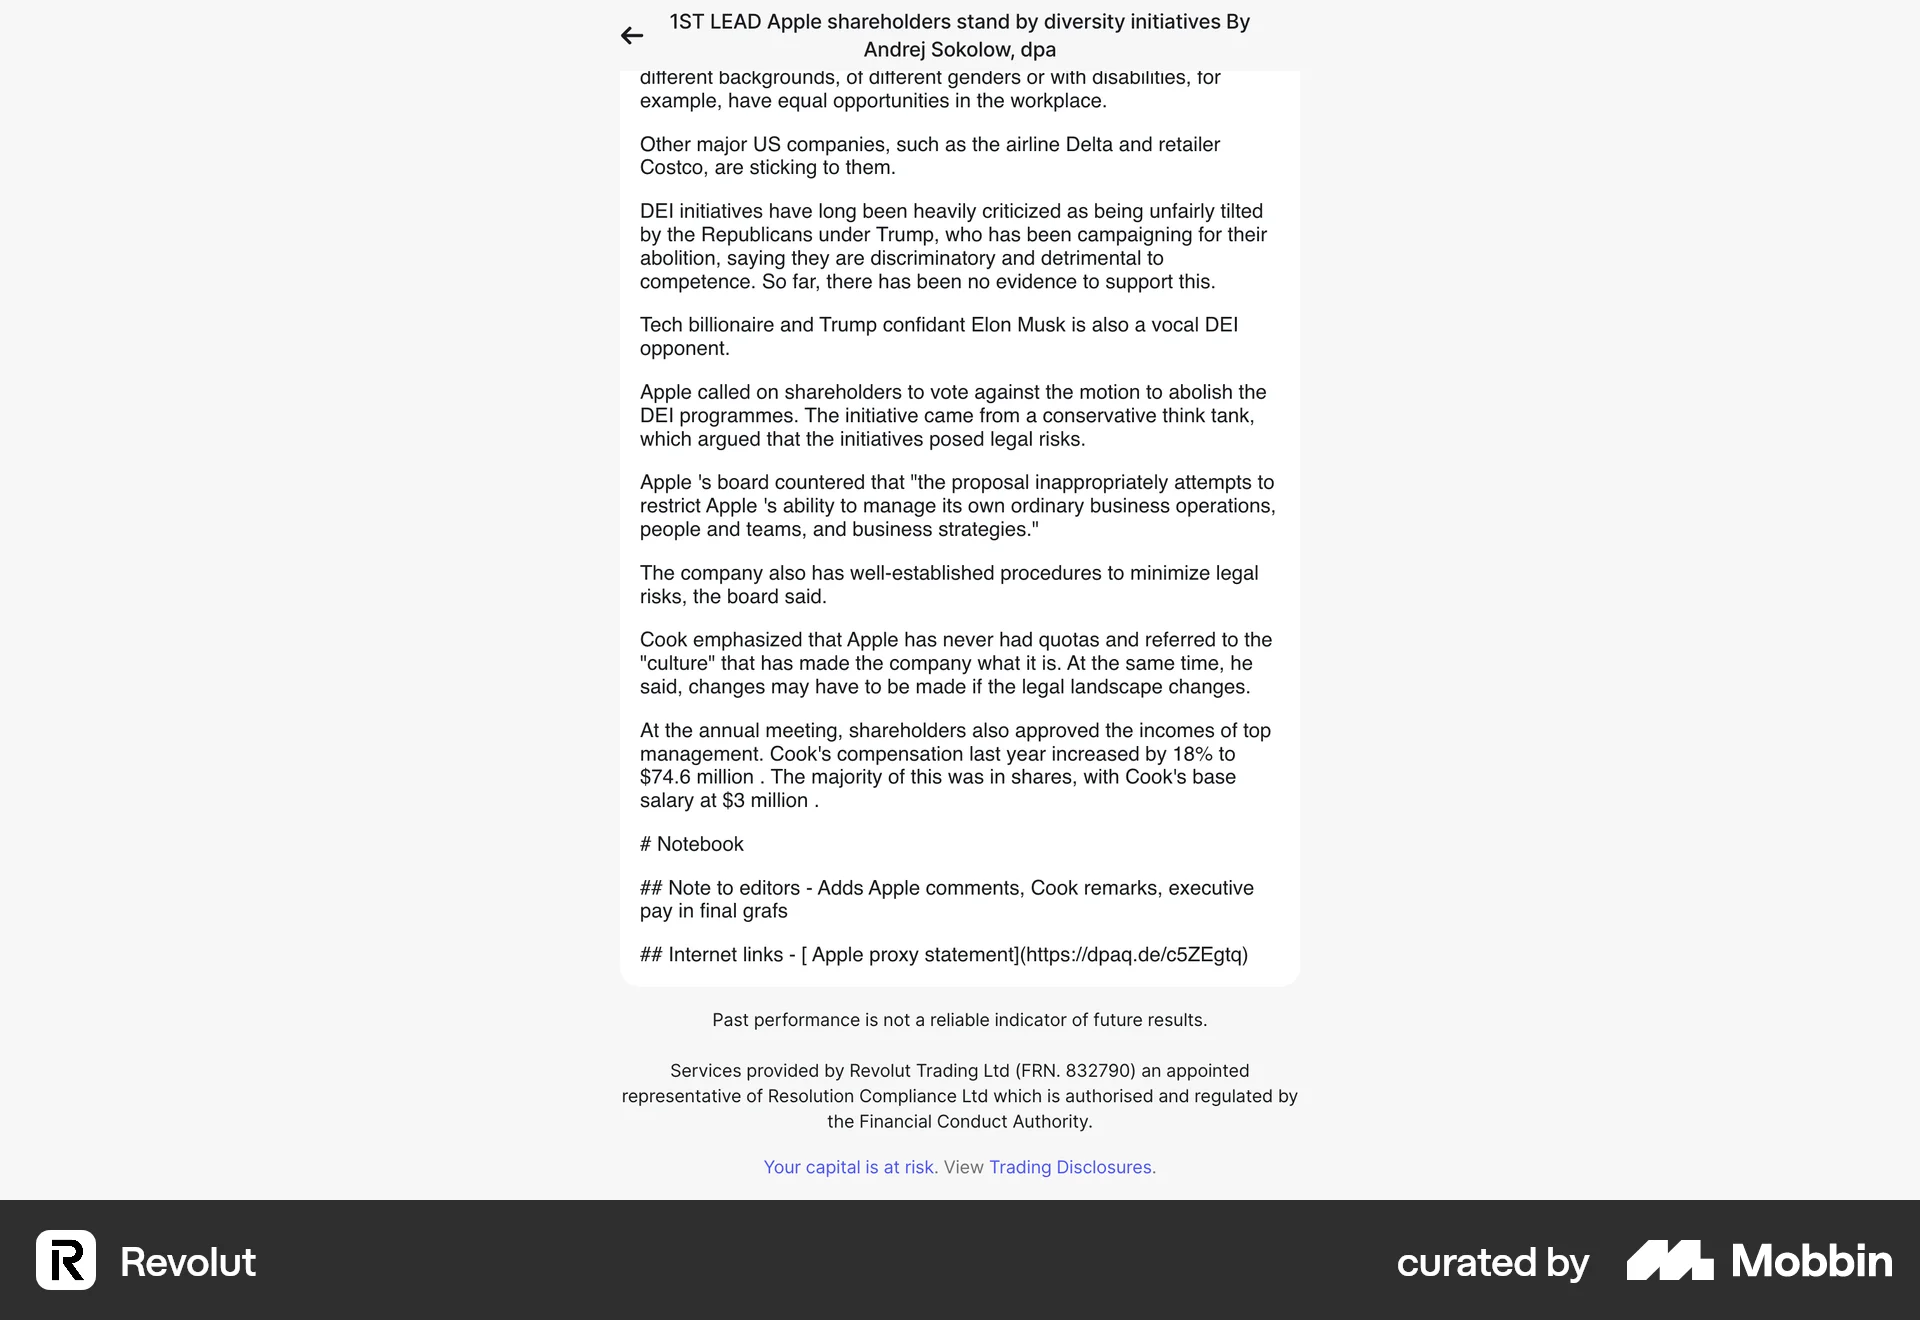 1ST LEAD Apple shareholders stand by diversity initiatives By
Andrej Sokolow, dpa
different backgrounds, of different genders or with disabilities, for
example, have equal opportunities in the workplace.
Other major US companies, such as the airline Delta and retailer
Costco, are sticking to them.
DEI initiatives have long been heavily criticized as being unfairly tilted
by the Republicans under Trump, who has been campaigning for their
abolition, saying they are discriminatory and detrimental to
competence. So far, there has been no evidence to support this.
Tech billionaire and Trump confidant Elon Musk is also a vocal DEI
opponent.
Apple called on shareholders to vote against the motion to abolish the
DEI programmes. The initiative came from a conservative think tank,
which argued that the initiatives posed legal risks.
Apple 's board countered that "the proposal inappropriately attempts to
restrict Apple 's ability to manage its own ordinary business operations,
people and teams, and business strategies."
The company also has well-established procedures to minimize legal
risks, the board said.
Cook emphasized that Apple has never had quotas and referred to the
"culture" that has made the company what it is. At the same time, he
said, changes may have to be made if the legal landscape changes.
At the annual meeting, shareholders also approved the incomes of top
management. Cook's compensation last year increased by 18% to
$74.6 million . The majority of this was in shares, with Cook's base
salary at $3 million .
# Notebook
## Note to editors - Adds Apple comments, Cook remarks, executive
pay in final grafs
## Internet links - [ Apple proxy statement](https://dpaq.de/c5ZEgtq)
Past performance is not a reliable indicator of future results.
Services provided by Revolut Trading Ltd (FRN. 832790) an appointed
representative of Resolution Compliance Ltd which is authorised and regulated by
the Financial Conduct Authority.
Your capital is at risk. View Trading Disclosures.
Revolut
curated by Mobbin